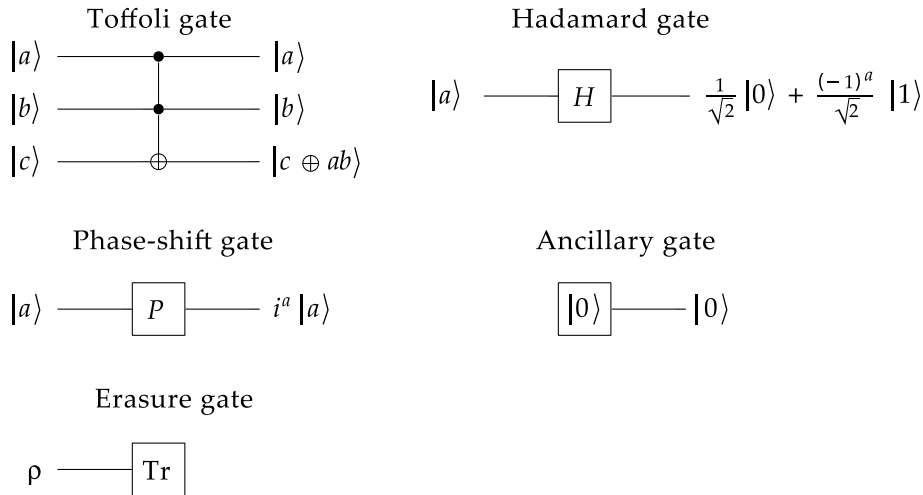 Toffoli gate
|a⟩ |a⟩
|b⟩ |b⟩
|c⟩ |c ⊕ ab⟩
Hadamard gate
|a⟩ H 1/√2 |0⟩ + (−1)^a/√2 |1⟩
Phase-shift gate
|a⟩ P i^a |a⟩
Ancillary gate
|0⟩ |0⟩
Erasure gate
ρ Tr